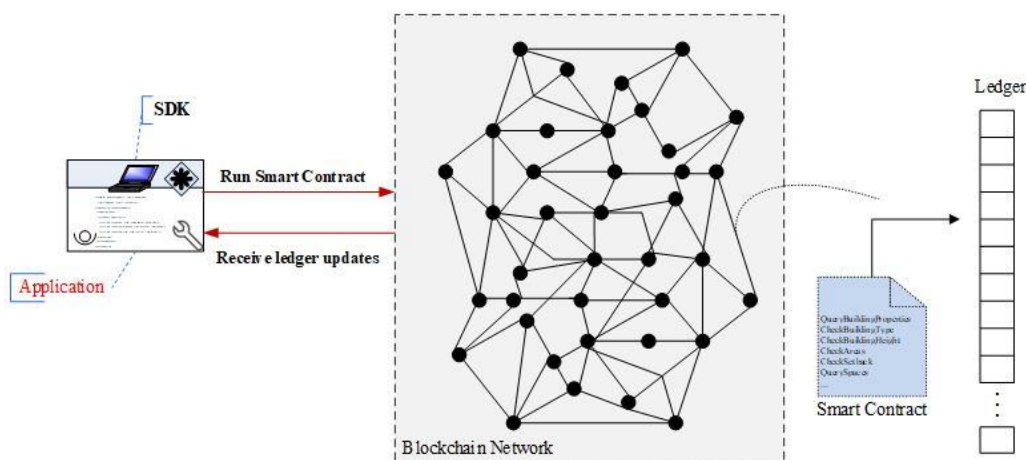 SDK
Ledger
Run Smart Contract
Receive ledger updates
Application
QueryBuildingProperties
CheckBuildingType
CheckBuildingHeight
CheckAreas
CheckSetback
QuerySpaces
....
Smart Contract
Blockchain Network